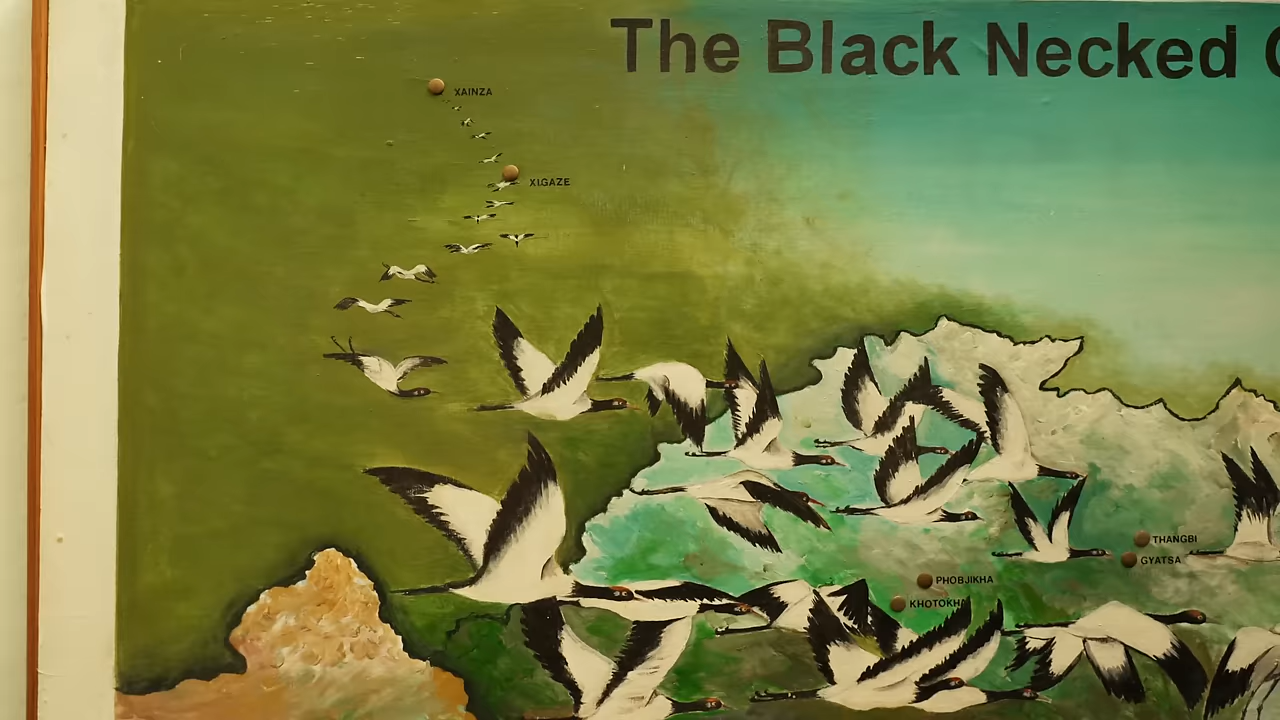 The Black Necked
XAINZA
XIGAZE
THANGBI
GYATSA
PHOBJIKHA
KHOTOKHA